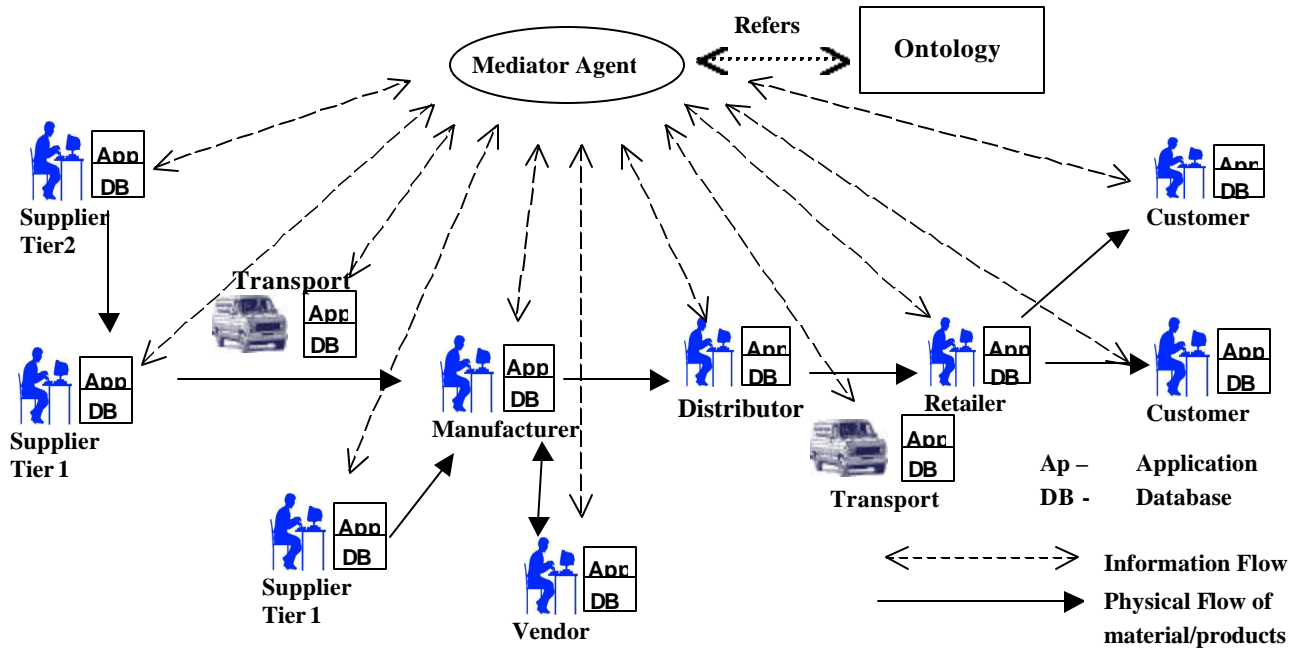 Refers
Mediator Agent
Ontology
App
DB
Supplier
Tier2
App
DB
Customer
Transport
App
DB
App
DB
Supplier
Tier 1
App
DB
Manufacturer
App
DB
Distributor
App
DB
Retailer
App
DB
Customer
App
DB
Transport
App
DB
Supplier
Tier 1
App
DB
Vendor
Ap – Application
DB - Database
Information Flow
Physical Flow of
material/products